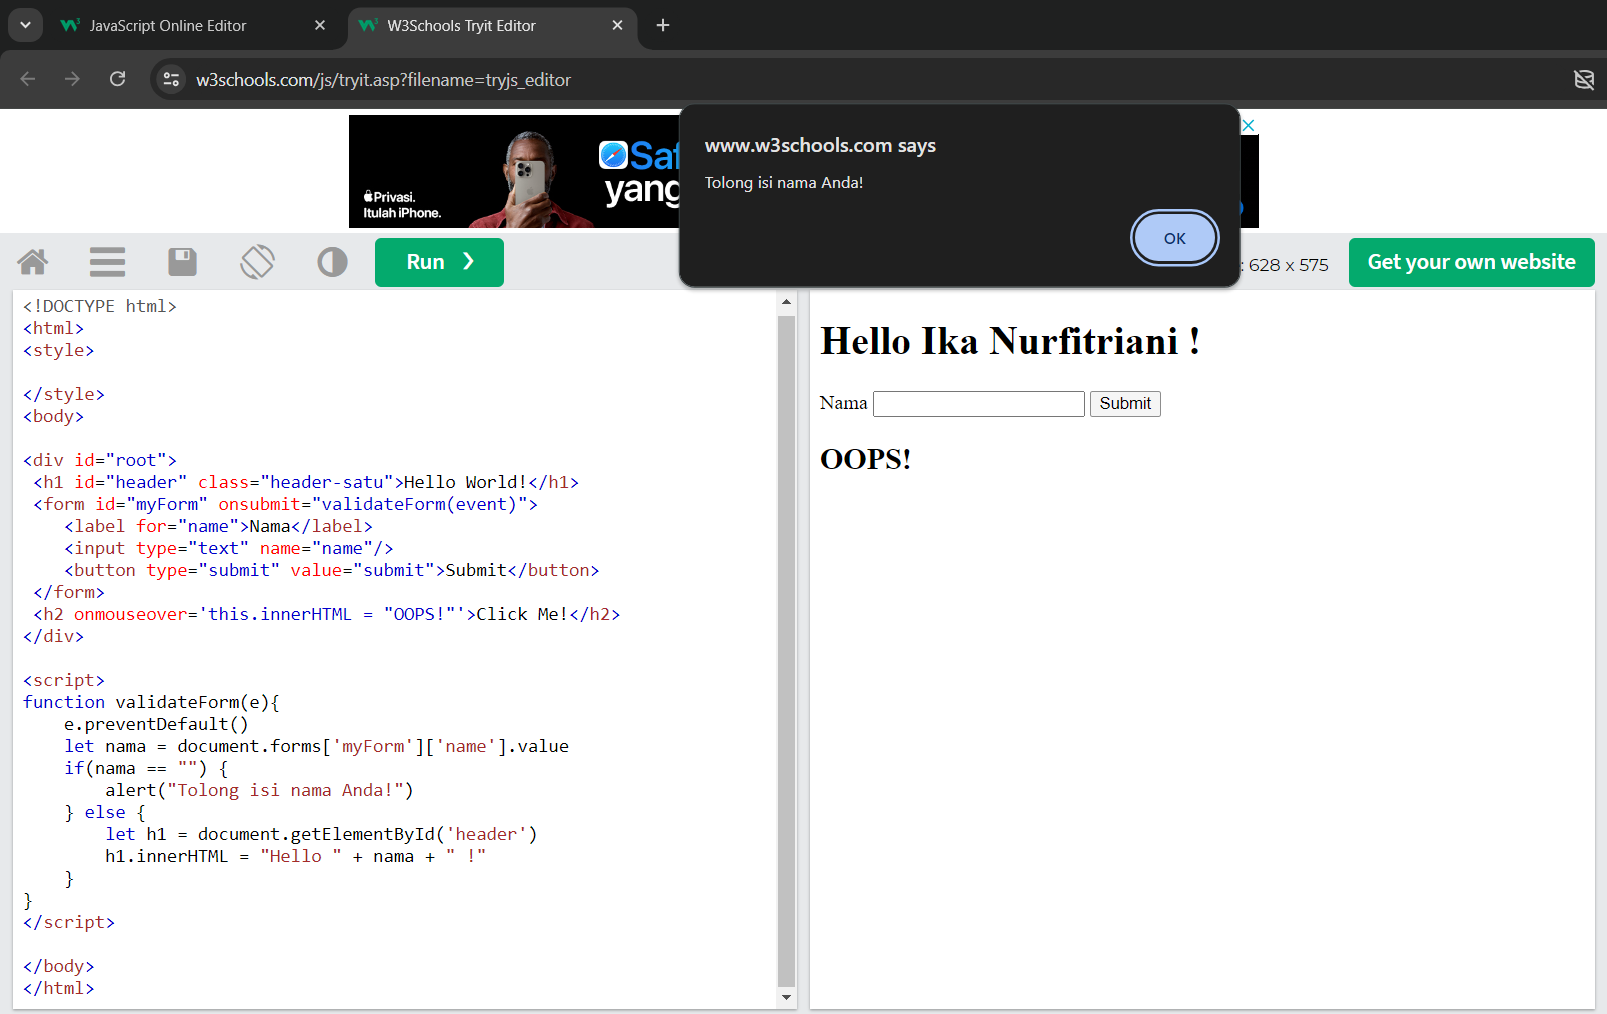 JavaScript Online Editor
W3Schools Tryit Editor
w3schools.com/js/tryit.asp?filename=tryjs_editor
Privasi.
Itulah iPhone.
yang
www.w3schools.com says
Tolong isi nama Anda!
OK
Run ❯
: 628 x 575
Get your own website
<!DOCTYPE html>
<html>
<style>
</style>
<body>
<div id="root">
<h1 id="header" class="header-satu">Hello World!</h1>
<form id="myForm" onsubmit="validateForm(event)">
<label for="name">Nama</label>
<input type="text" name="name"/>
<button type="submit" value="submit">Submit</button>
</form>
<h2 onmouseover='this.innerHTML = "OOPS!"'>Click Me!</h2>
</div>
<script>
function validateForm(e){
e.preventDefault()
let nama = document.forms['myForm']['name'].value
if(nama == "") {
alert("Tolong isi nama Anda!")
} else {
let h1 = document.getElementById('header')
h1.innerHTML = "Hello " + nama + " !"
}
}
</script>
</body>
</html>
Hello Ika Nurfitriani !
Nama
Submit
OOPS!